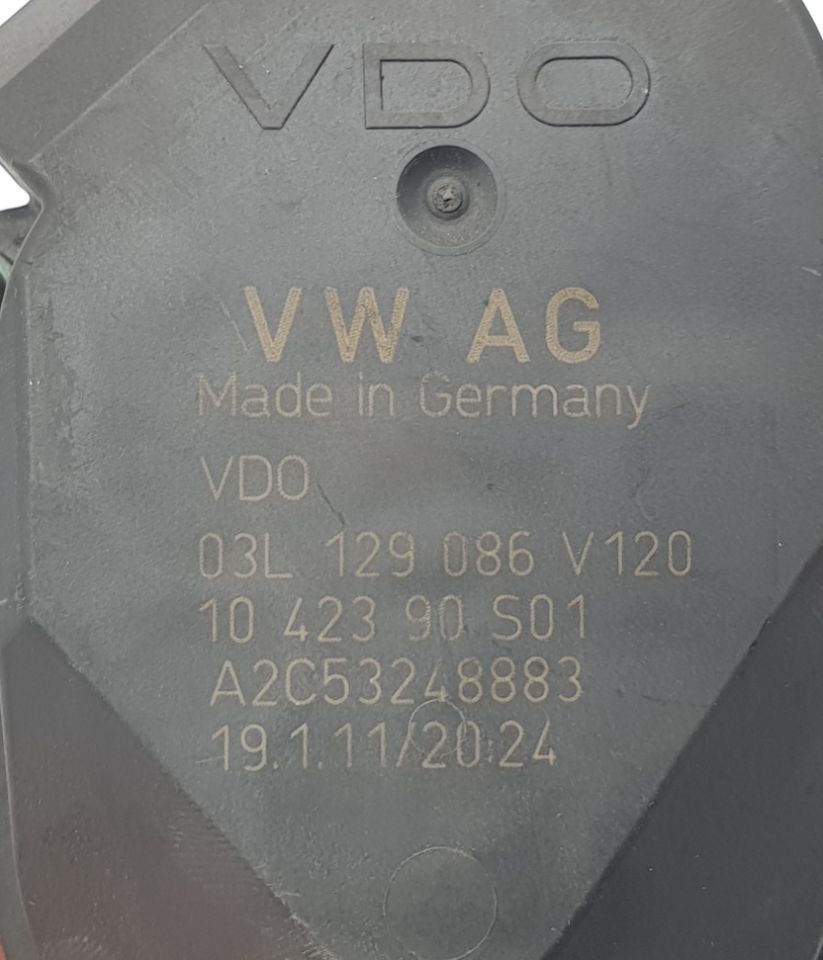 VDO
VW AG
Made in Germany
VDO
03L 129 086 V120
10 423 90 S01
A2C53248883
19.1.11/20:24